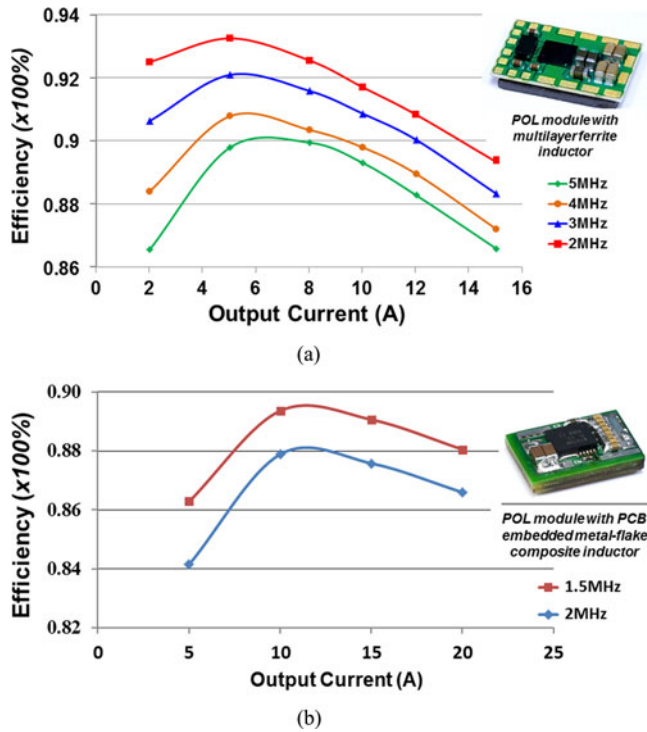 0.94
0.92
0.9
0.88
0.86
0 2 4 6 8 10 12 14 16
Efficiency (x100%)
Output Current (A)
POL module with
multilayer ferrite
inductor
5MHz
4MHz
3MHz
2MHz
(a)
0.90
0.88
0.86
0.84
0.82
0 5 10 15 20 25
Efficiency (x100%)
Output Current (A)
POL module with PCB
embedded metal-flake
composite inductor
1.5MHz
2MHz
(b)